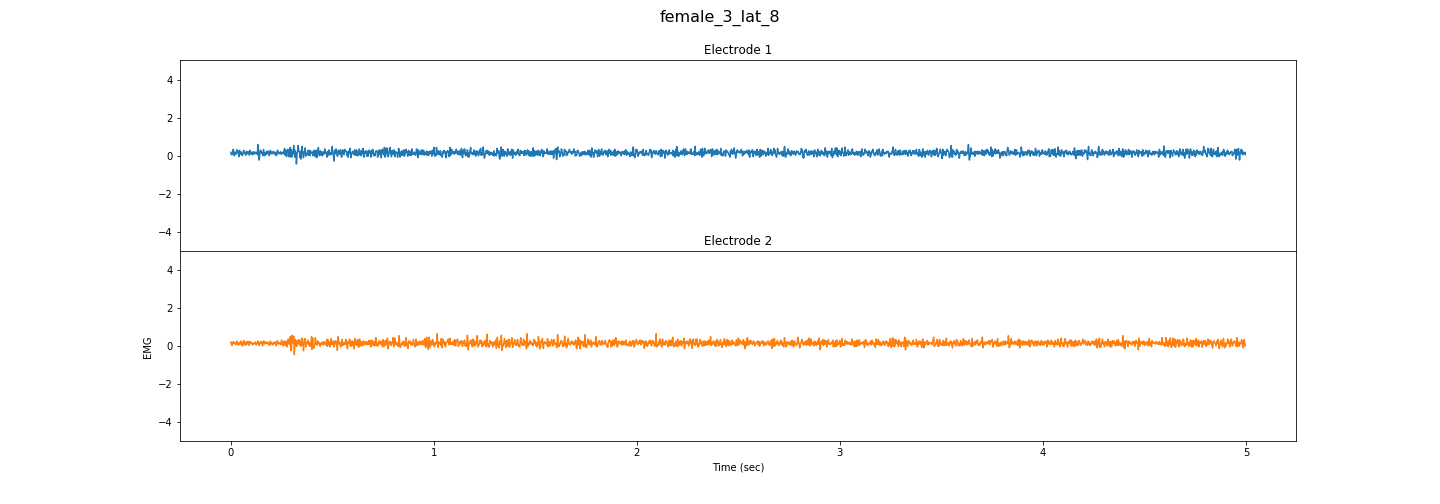 female_3_lat_8
Electrode 1
4
2
0
−2
−4
Electrode 2
4
2
0
−2
−4
EMG
0 1 2 3 4 5
Time (sec)